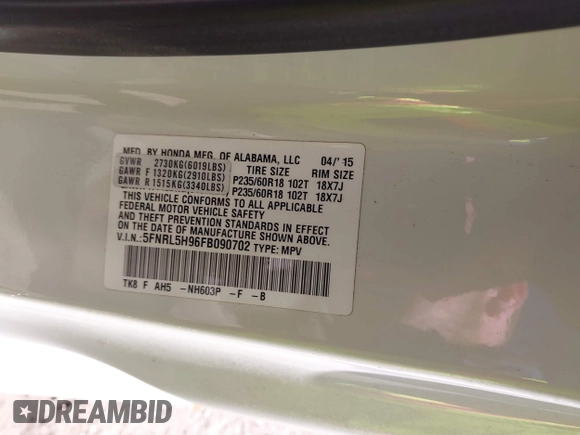 MFD. BY HONDA MFG. OF ALABAMA, LLC 04/'15
TIRE SIZE RIM SIZE
GVWR 2730KG(6019LBS)
GAWR F 1320KG(2910LBS) P235/60R18 102T 18X7J
GAWR R 1515KG(3340LBS) P235/60R18 102T 18X7J
THIS VEHICLE CONFORMS TO ALL APPLICABLE
FEDERAL MOTOR VEHICLE SAFETY
AND THEFT PREVENTION STANDARDS IN EFFECT
ON THE DATE OF MANUFACTURE SHOWN ABOVE.
V.I.N.:5FNRL5H96FB090702 TYPE: MPV
TK8 F AH5 -NH603P -F -B
DREAMBID